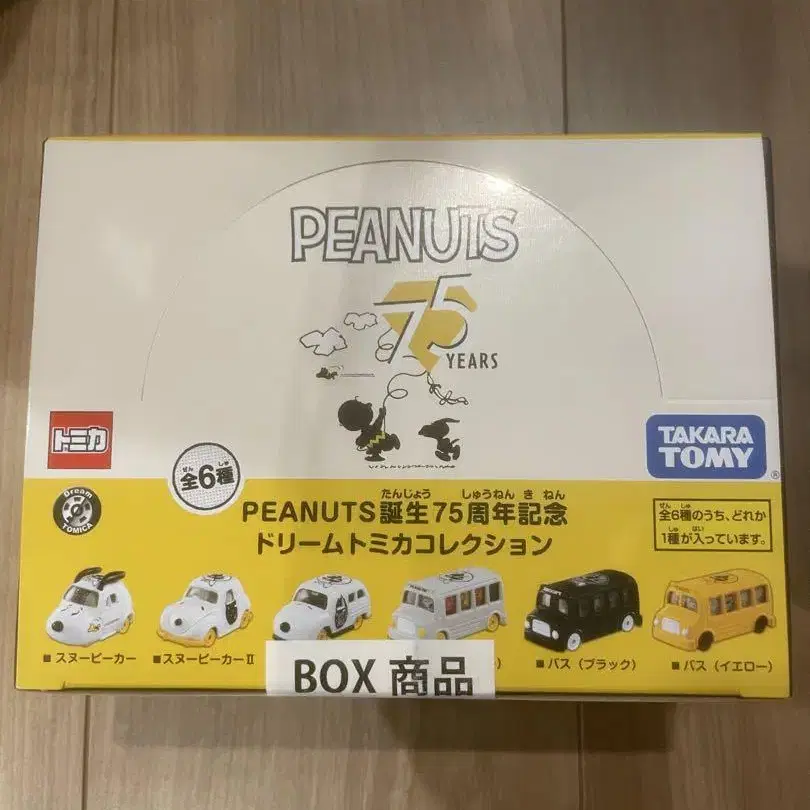 PEANUTS
75
YEARS
トミカ
TAKARA
TOMY
®
ぜん しゅ
全6種
Dream
TOMICA
たんじょう しゅうねん き ねん
PEANUTS誕生75周年記念
ドリームトミカコレクション
ぜん しゅ
全6種のうち、どれか
しゅ はい
1種が入っています。
■ スヌーピーカー
■ スヌーピーカーII
■ バス（ブラック）
■ バス（イエロー）
BOX 商品